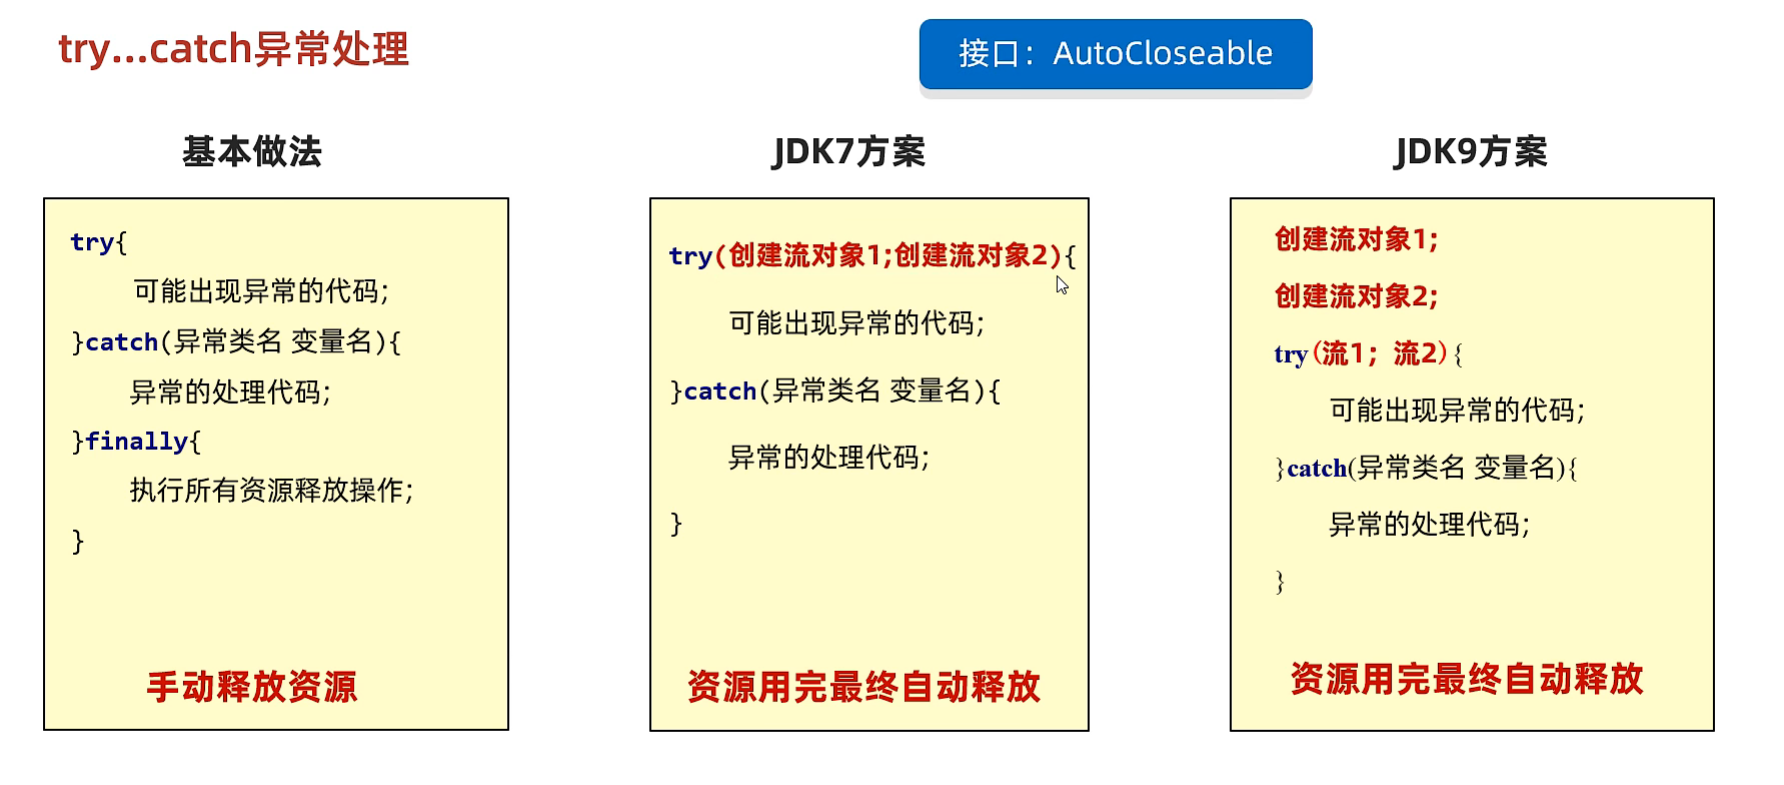 try...catch异常处理
接口：AutoCloseable
基本做法
try{
可能出现异常的代码;
}catch(异常类名 变量名){
异常的处理代码;
}finally{
执行所有资源释放操作;
}
手动释放资源
JDK7方案
try(创建流对象1;创建流对象2){
可能出现异常的代码;
}catch(异常类名 变量名){
异常的处理代码;
}
资源用完最终自动释放
JDK9方案
创建流对象1;
创建流对象2;
try(流1；流2){
可能出现异常的代码;
}catch(异常类名 变量名){
异常的处理代码;
}
资源用完最终自动释放